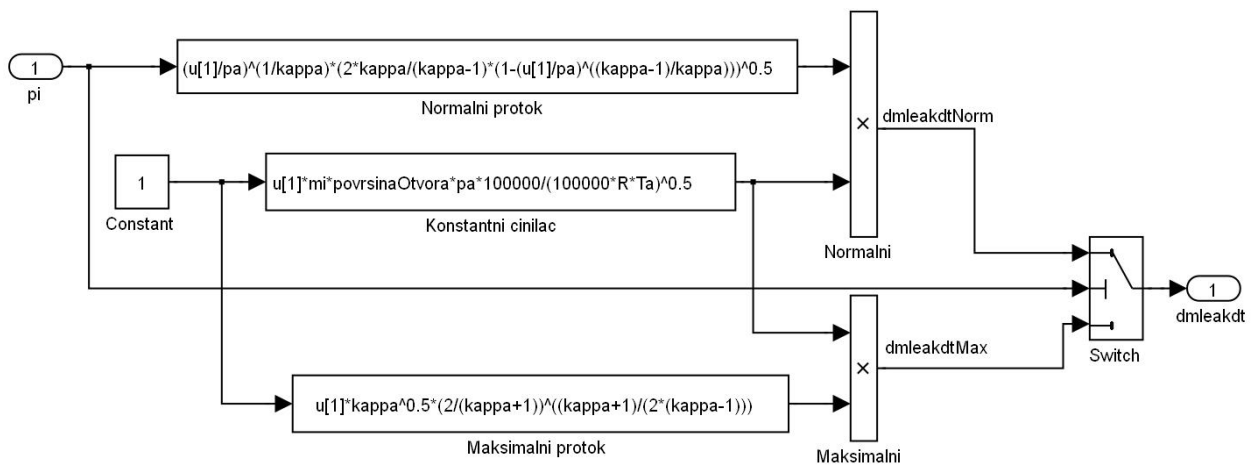 1
pi
(u[1]/pa)^(1/kappa)*(2*kappa/(kappa-1)*(1-(u[1]/pa)^((kappa-1)/kappa)))^0.5
Normalni protok
×
dmleakdtNorm
1
Constant
u[1]*mi*povrsinaOtvora*pa*100000/(100000*R*Ta)^0.5
Konstantni cinilac
Normalni
Switch
1
dmleakdt
×
dmleakdtMax
u[1]*kappa^0.5*(2/(kappa+1))^((kappa+1)/(2*(kappa-1)))
Maksimalni protok
Maksimalni